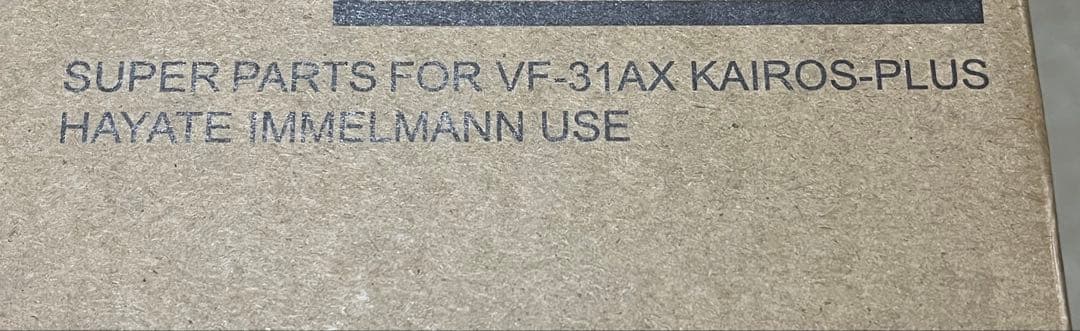 SUPER PARTS FOR VF-31AX KAIROS-PLUS
HAYATE IMMELMANN USE